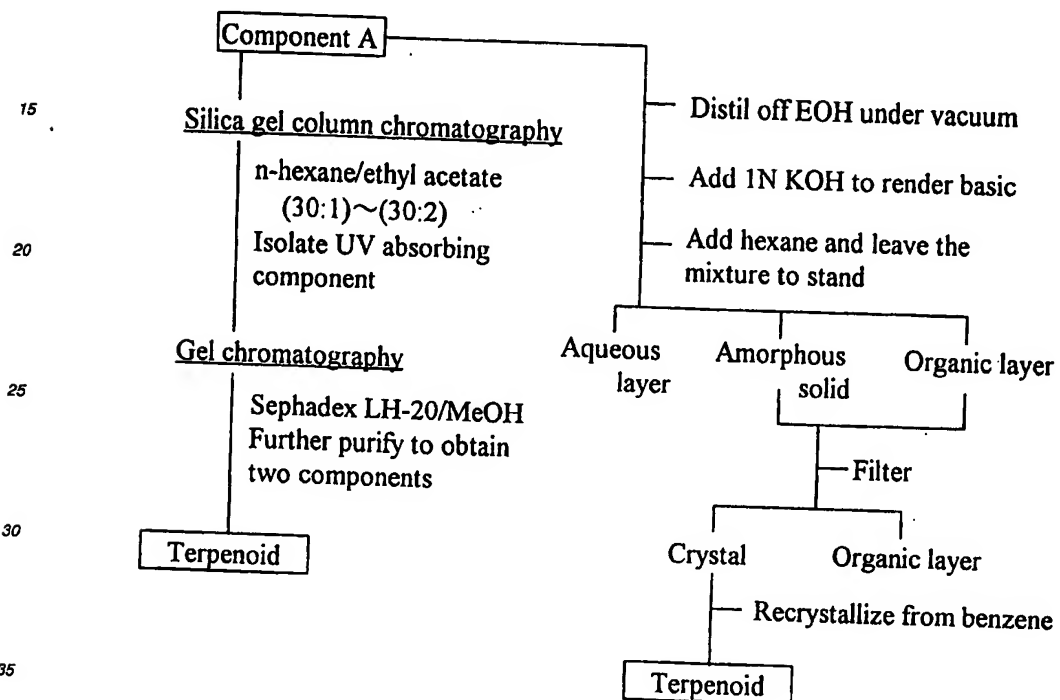 Component A
15
Silica gel column chromatography
n-hexane/ethyl acetate
(30:1)～(30:2)
20
Isolate UV absorbing
component
Gel chromatography
25
Sephadex LH-20/MeOH
Further purify to obtain
two components
30
Terpenoid
Distil off EOH under vacuum
Add 1N KOH to render basic
Add hexane and leave the
mixture to stand
Aqueous
layer
Amorphous
solid
Organic layer
Filter
Crystal
Organic layer
Recrystallize from benzene
35
Terpenoid